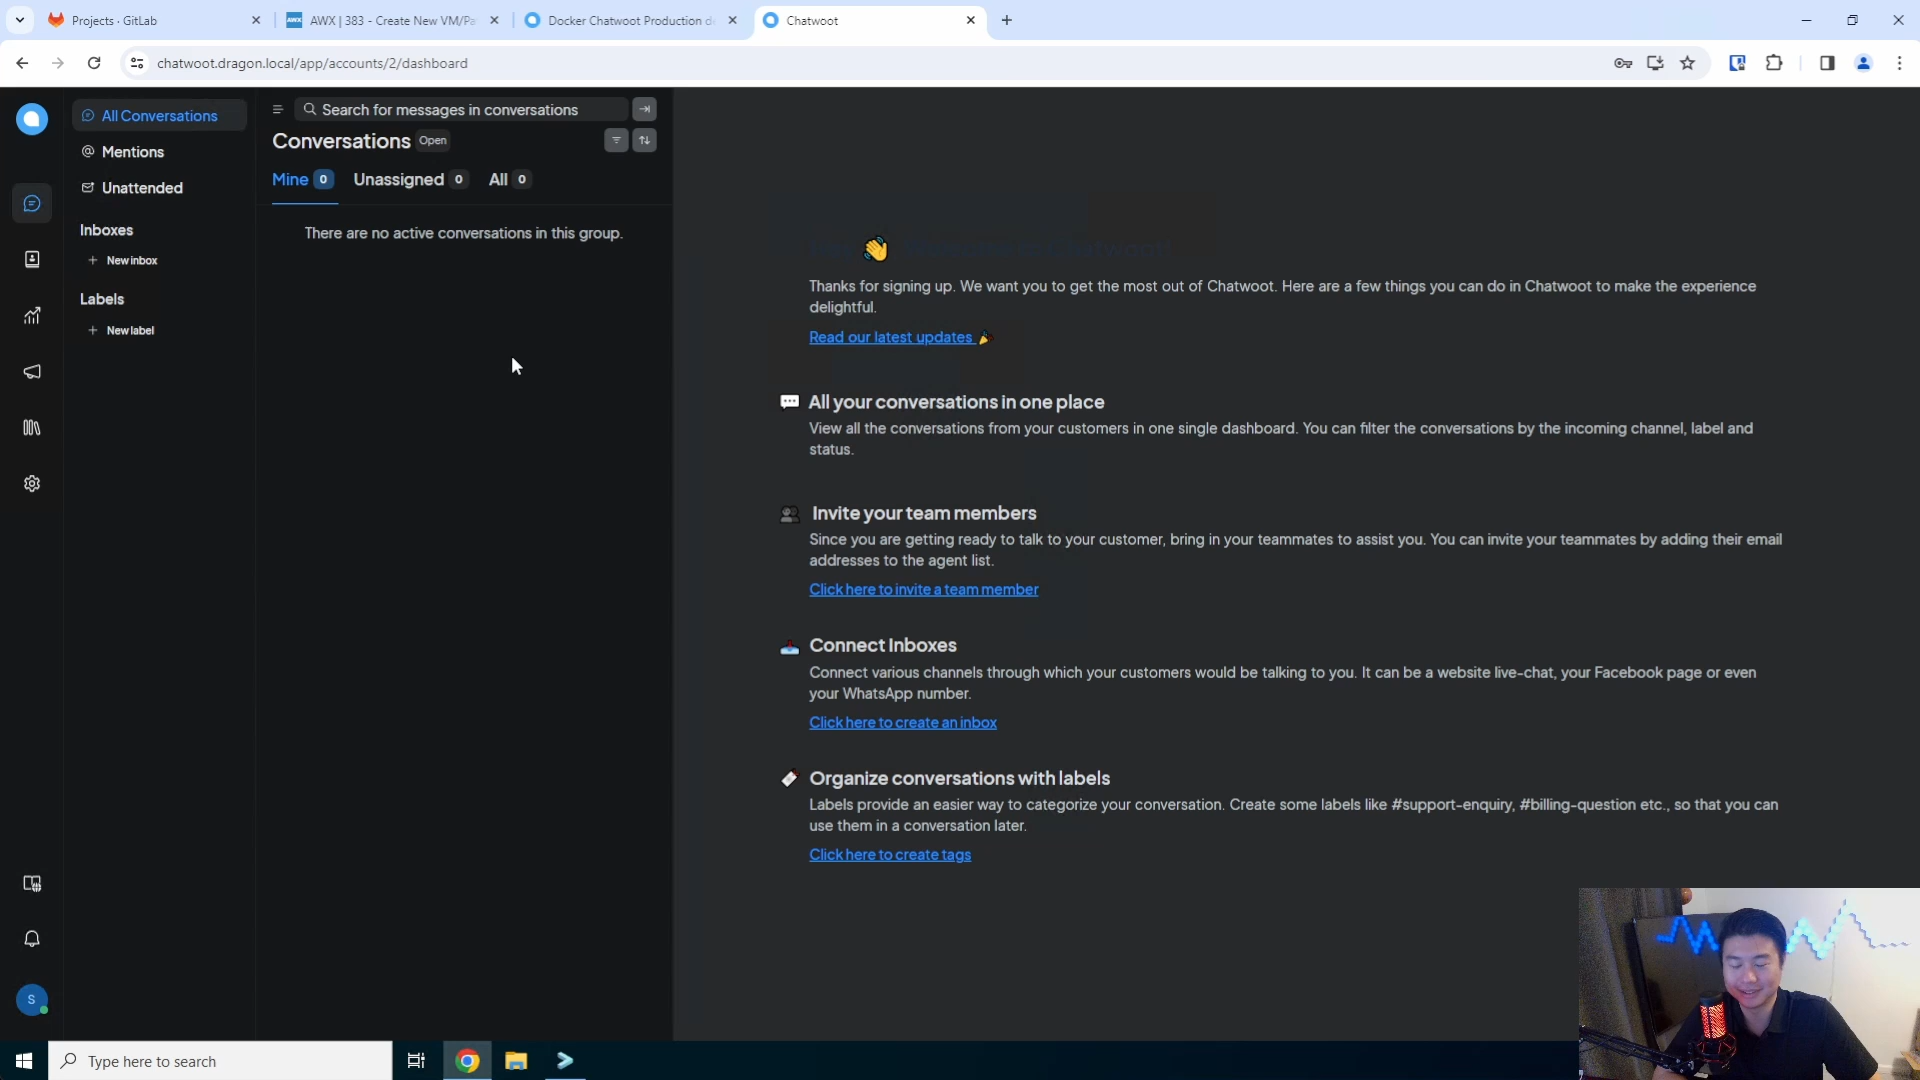 Projects · GitLab
AWX | 383 - Create New VM/Pa
Docker Chatwoot Production d
Chatwoot
chatwoot.dragon.local/app/accounts/2/dashboard
All Conversations
Mentions
Unattended
Inboxes
New inbox
Labels
New label
Search for messages in conversations
Conversations Open
Mine 0 Unassigned 0 All 0
There are no active conversations in this group.
Thanks for signing up. We want you to get the most out of Chatwoot. Here are a few things you can do in Chatwoot to make the experience
delightful.
Read our latest updates
All your conversations in one place
View all the conversations from your customers in one single dashboard. You can filter the conversations by the incoming channel, label and
status.
Invite your team members
Since you are getting ready to talk to your customer, bring in your teammates to assist you. You can invite your teammates by adding their email
addresses to the agent list.
Click here to invite a team member
Connect Inboxes
Connect various channels through which your customers would be talking to you. It can be a website live-chat, your Facebook page or even
your WhatsApp number.
Click here to create an inbox
Organize conversations with labels
Labels provide an easier way to categorize your conversation. Create some labels like #support-enquiry, #billing-question etc., so that you can
use them in a conversation later.
Click here to create tags
S
Type here to search